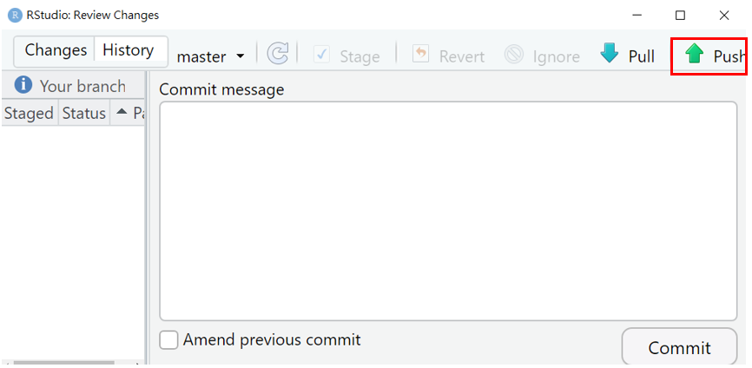 R RStudio: Review Changes
Changes History master Stage Revert Ignore Pull Push
Your branch
Commit message
Staged Status Pa
Amend previous commit
Commit